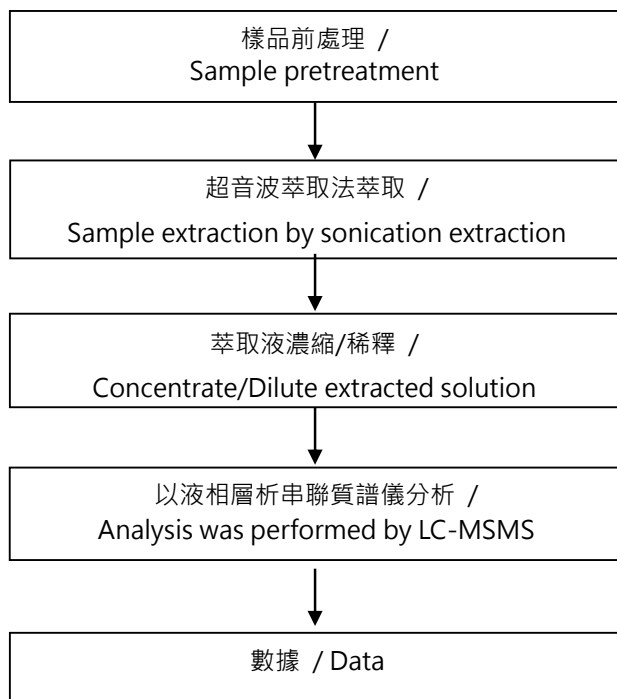 樣品前處理 /
Sample pretreatment
超音波萃取法萃取 /
Sample extraction by sonication extraction
萃取液濃縮/稀釋 /
Concentrate/Dilute extracted solution
以液相層析串聯質譜儀分析 /
Analysis was performed by LC-MSMS
數據 / Data